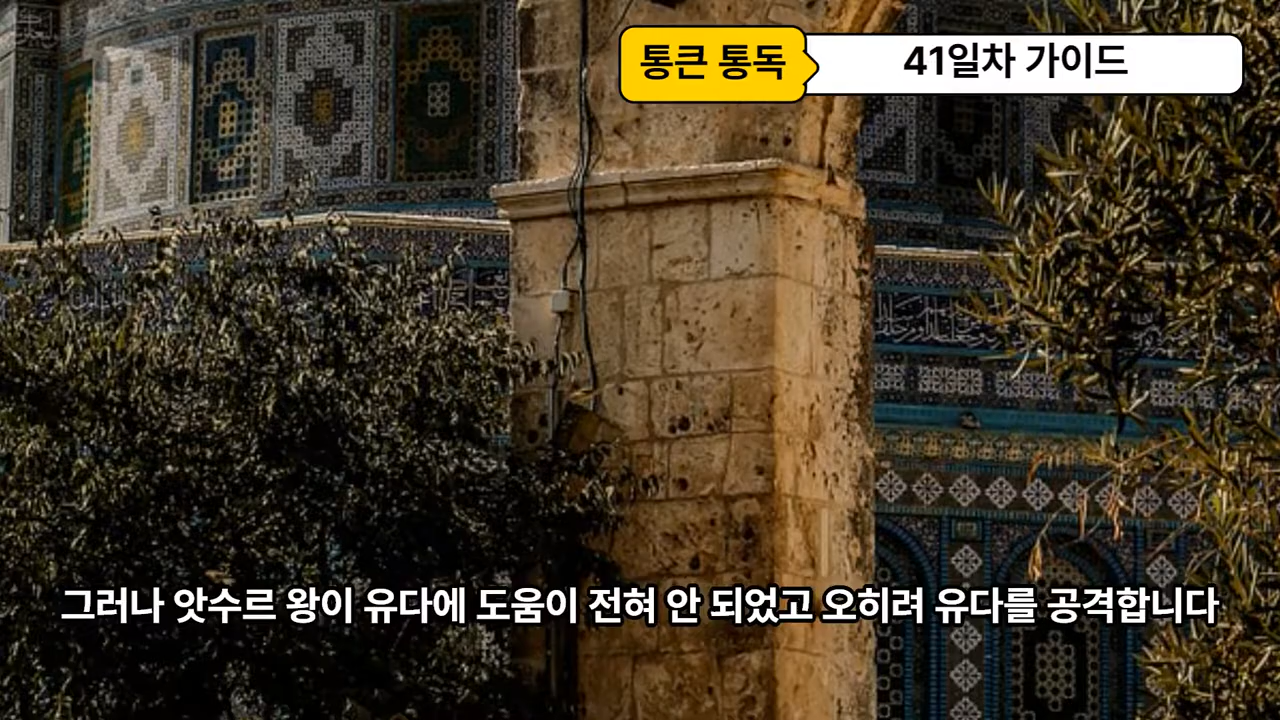 통큰 통독
41일차 가이드
그러나 앗수르 왕이 유다에 도움이 전혀 안 되었고 오히려 유다를 공격합니다